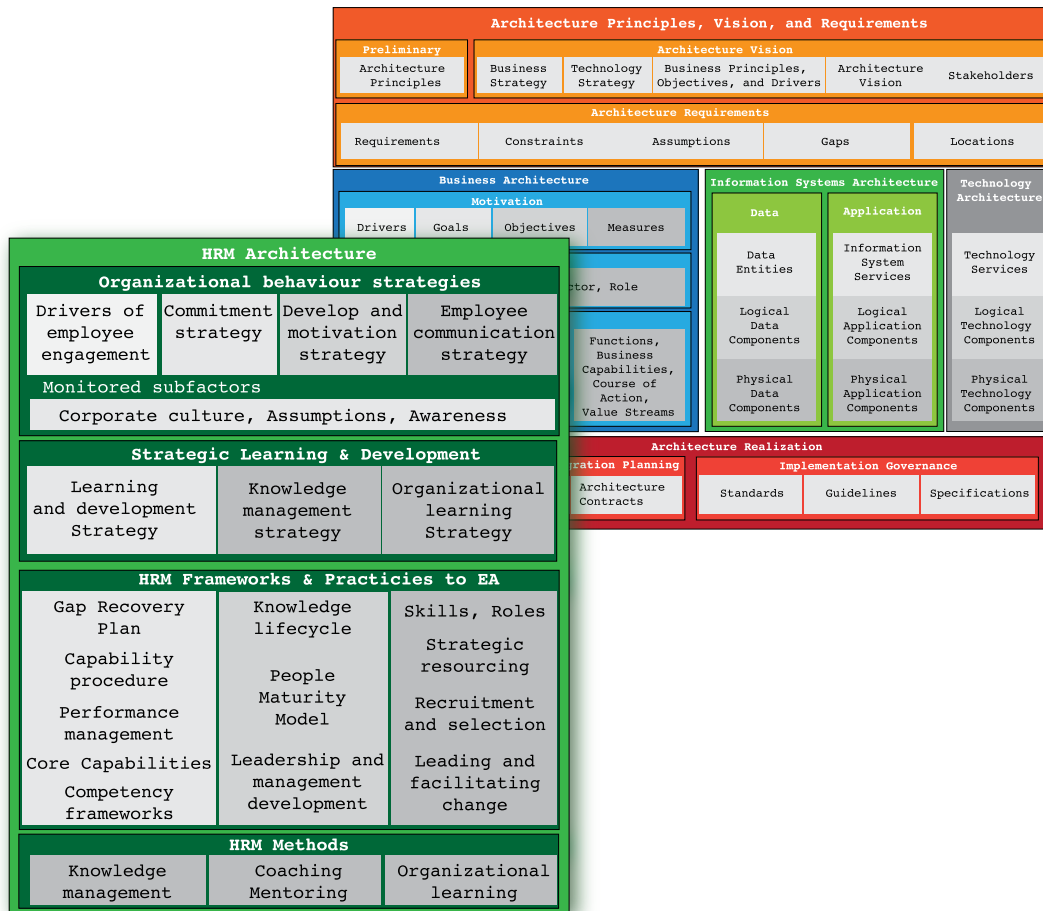 Architecture Principles, Vision, and Requirements
Preliminary
Architecture
Principles
Architecture Vision
Business
Strategy
Technology
Strategy
Business Principles,
Objectives, and Drivers
Architecture
Vision
Stakeholders
Architecture Requirements
Requirements
Constraints
Assumptions
Gaps
Locations
Business Architecture
Motivation
Drivers
Goals
Objectives
Measures
ctor, Role
Functions,
Business
Capabilities,
Course of
Action,
Value Streams
Information Systems Architecture
Data
Data
Entities
Logical
Data
Components
Physical
Data
Components
Application
Information
System
Services
Logical
Application
Components
Physical
Application
Components
Technology
Architecture
Technology
Services
Logical
Technology
Components
Physical
Technology
Components
Architecture Realization
gration Planning
Architecture
Contracts
Implementation Governance
Standards
Guidelines
Specifications
HRM Architecture
Organizational behaviour strategies
Drivers of
employee
engagement
Commitment
strategy
Develop and
motivation
strategy
Employee
communication
strategy
Monitored subfactors
Corporate culture, Assumptions, Awareness
Strategic Learning & Development
Learning
and development
Strategy
Knowledge
management
strategy
Organizational
learning
Strategy
HRM Frameworks & Practicies to EA
Gap Recovery
Plan
Capability
procedure
Performance
management
Core Capabilities
Competency
frameworks
Knowledge
lifecycle
People
Maturity
Model
Leadership and
management
development
Skills, Roles
Strategic
resourcing
Recruitment
and selection
Leading and
facilitating
change
HRM Methods
Knowledge
management
Coaching
Mentoring
Organizational
learning